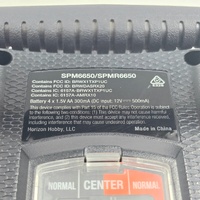 SPM6650/SPMR6650
Contains FCC ID: BRWX1TXPYUC
Contains FCC ID: BRWDASRX20
Contains IC: 6157A-BRWX1TXPYUC
Contains IC: 6157A-AMRX10
Battery 4 x 1.5V AA 300mA (DC input: 12V 500mA)
This device complies with Part 15 of the FCC Rules. Operation is subject
to the following two conditions: (1) this device may not cause harmful
interference, and (2) this device must accept any interference
received, including interference that may cause undesired operation.
Horizon Hobby, LLC
Made in China
NORMAL
CENTER
NORMAL